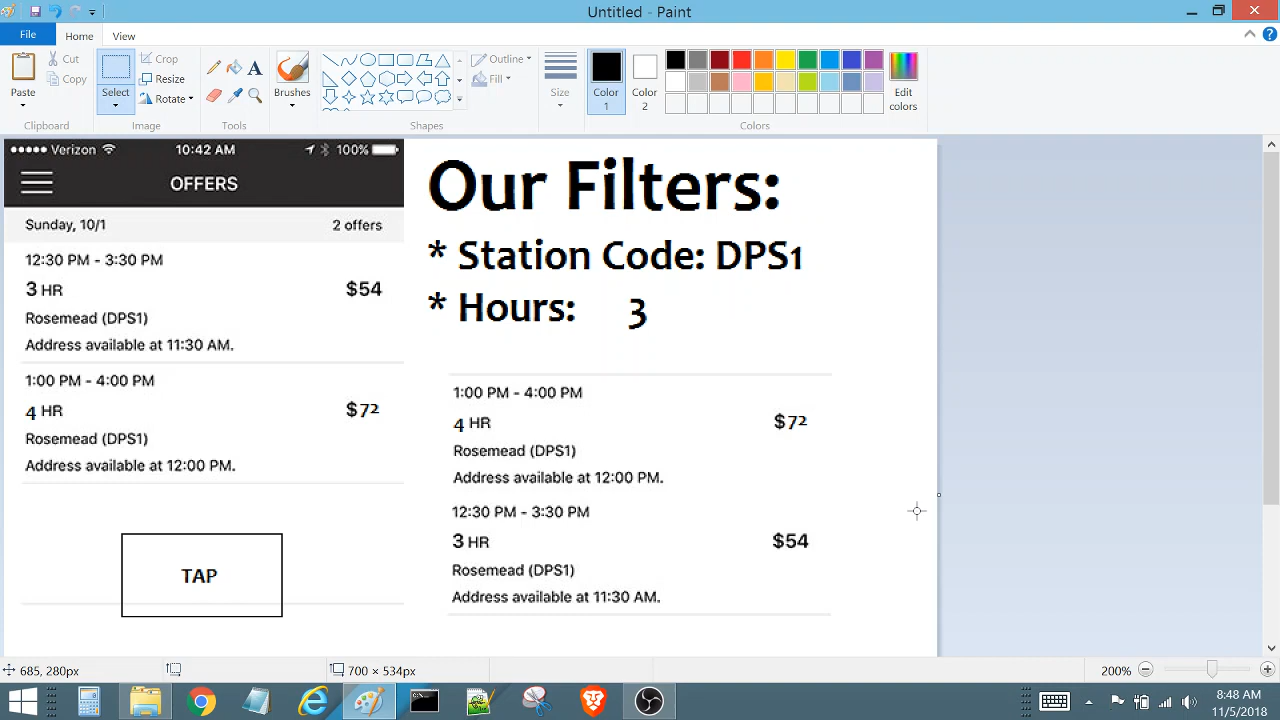 Untitled - Paint
File
Home
View
Paste
Cut
Copy
Clipboard
Select
Crop
Resize
Rotate
Image
Tools
Brushes
Outline
Fill
Shapes
Size
Color
1
Color
2
Edit
colors
Colors
Verizon
10:42 AM
100%
OFFERS
Sunday, 10/1
2 offers
12:30 PM - 3:30 PM
3 HR
$54
Rosemead (DPS1)
Address available at 11:30 AM.
1:00 PM - 4:00 PM
4 HR
$72
Rosemead (DPS1)
Address available at 12:00 PM.
TAP
Our Filters:
* Station Code: DPS1
* Hours: 3
1:00 PM - 4:00 PM
4 HR
$72
Rosemead (DPS1)
Address available at 12:00 PM.
12:30 PM - 3:30 PM
3 HR
$54
Rosemead (DPS1)
Address available at 11:30 AM.
685, 280px
700 × 534px
200%
8:48 AM
11/5/2018